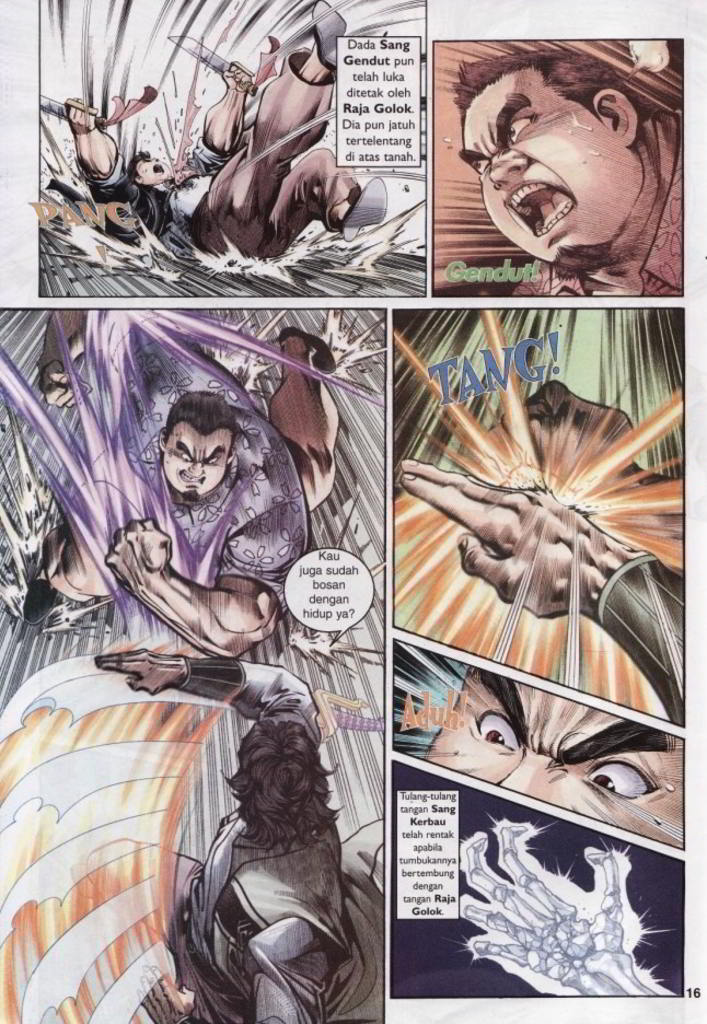 Dada Sang
Gendut pun
telah luka
ditetak oleh
Raja Golok.
Dia pun jatuh
tertelentang
di atas tanah.
PANG
Gendut!
Kau
juga sudah
bosan
dengan
hidup ya?
TANG!
Aduh!
Tulang-tulang
tangan Sang
Kerbau
telah rentak
apabila
tumbukannya
bertembung
dengan
tangan Raja
Golok.
16